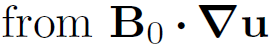 from B₀ · ∇u